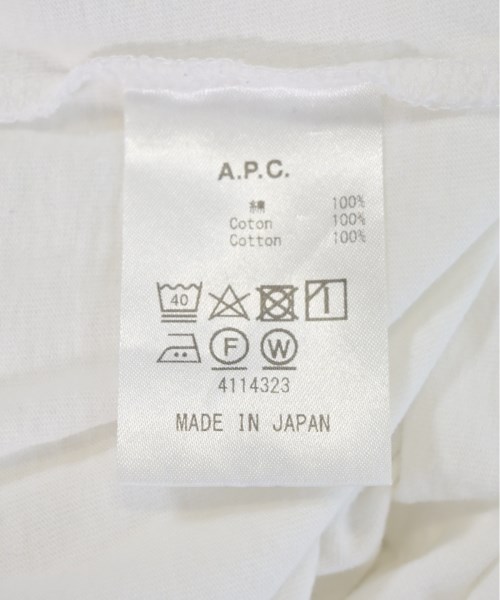 A.P.C.
綿 100%
Coton 100%
Cotton 100%
40
F W
4114323
MADE IN JAPAN